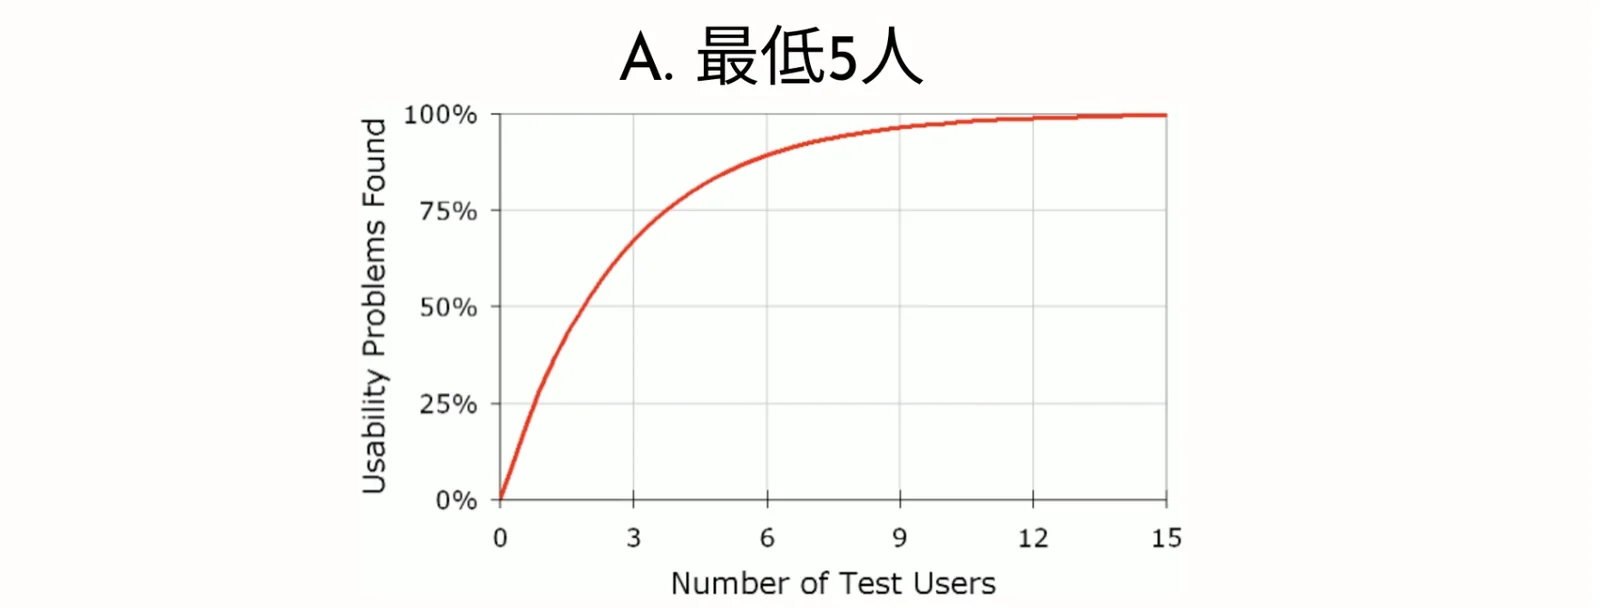 A. 最低5人
Usability Problems Found
100%
75%
50%
25%
0%
0 3 6 9 12 15
Number of Test Users